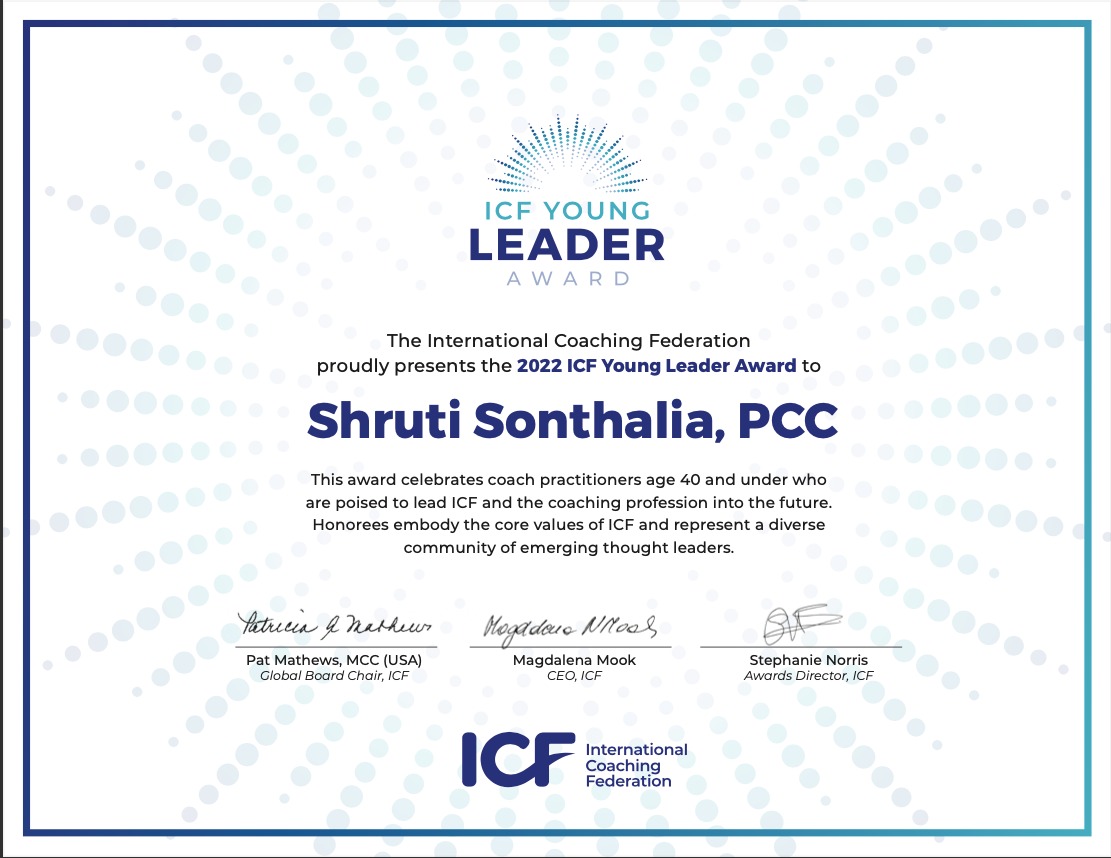 ICF YOUNG
LEADER
AWARD
The International Coaching Federation
proudly presents the 2022 ICF Young Leader Award to
Shruti Sonthalia, PCC
This award celebrates coach practitioners age 40 and under who
are poised to lead ICF and the coaching profession into the future.
Honorees embody the core values of ICF and represent a diverse
community of emerging thought leaders.
Patricia A Mathews
Pat Mathews, MCC (USA)
Global Board Chair, ICF
Magdalena N Mook
Magdalena Mook
CEO, ICF
Stephanie Norris
Awards Director, ICF
ICF
International
Coaching
Federation